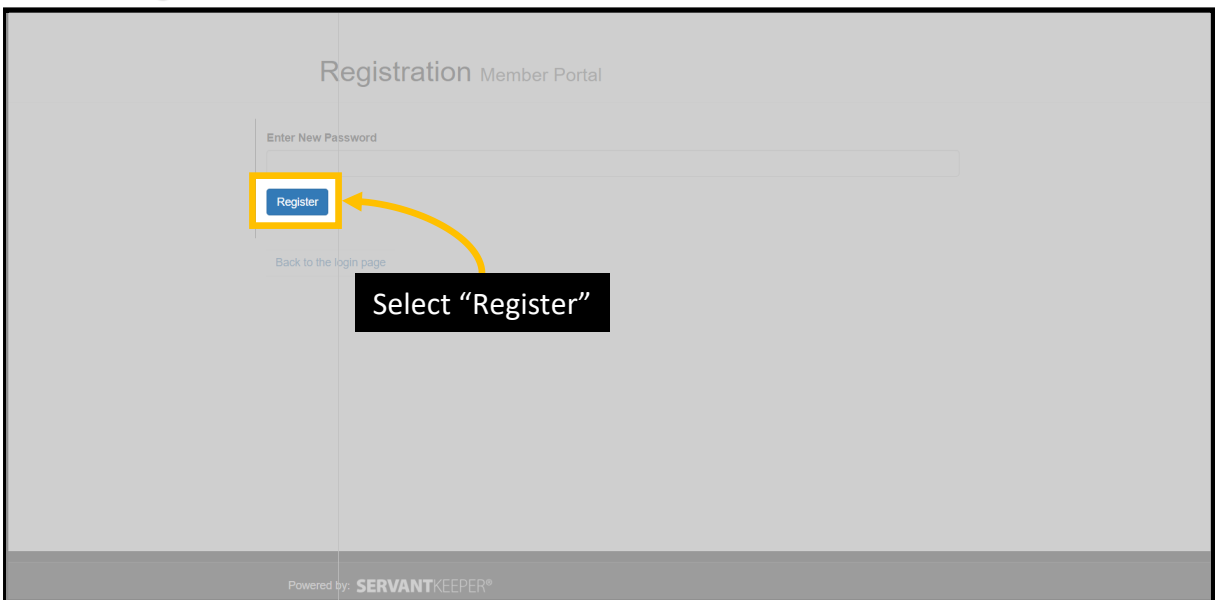 Registration Member Portal
Enter New Password
Register
Back to the login page
Select “Register”
Powered by: SERVANTKEEPER®